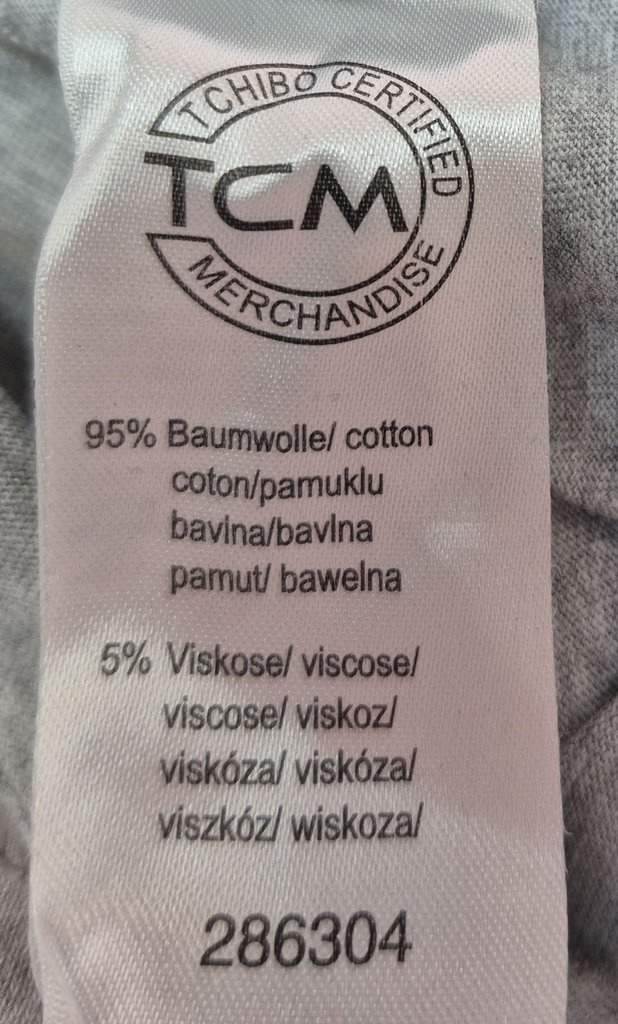 TCHIBO CERTIFIED
TCM
MERCHANDISE
95% Baumwolle/ cotton
coton/pamuklu
bavlna/bavlna
pamut/ bawelna
5% Viskose/ viscose/
viscose/ viskoz/
viskóza/ viskóza/
viszkóz/ wiskoza/
286304